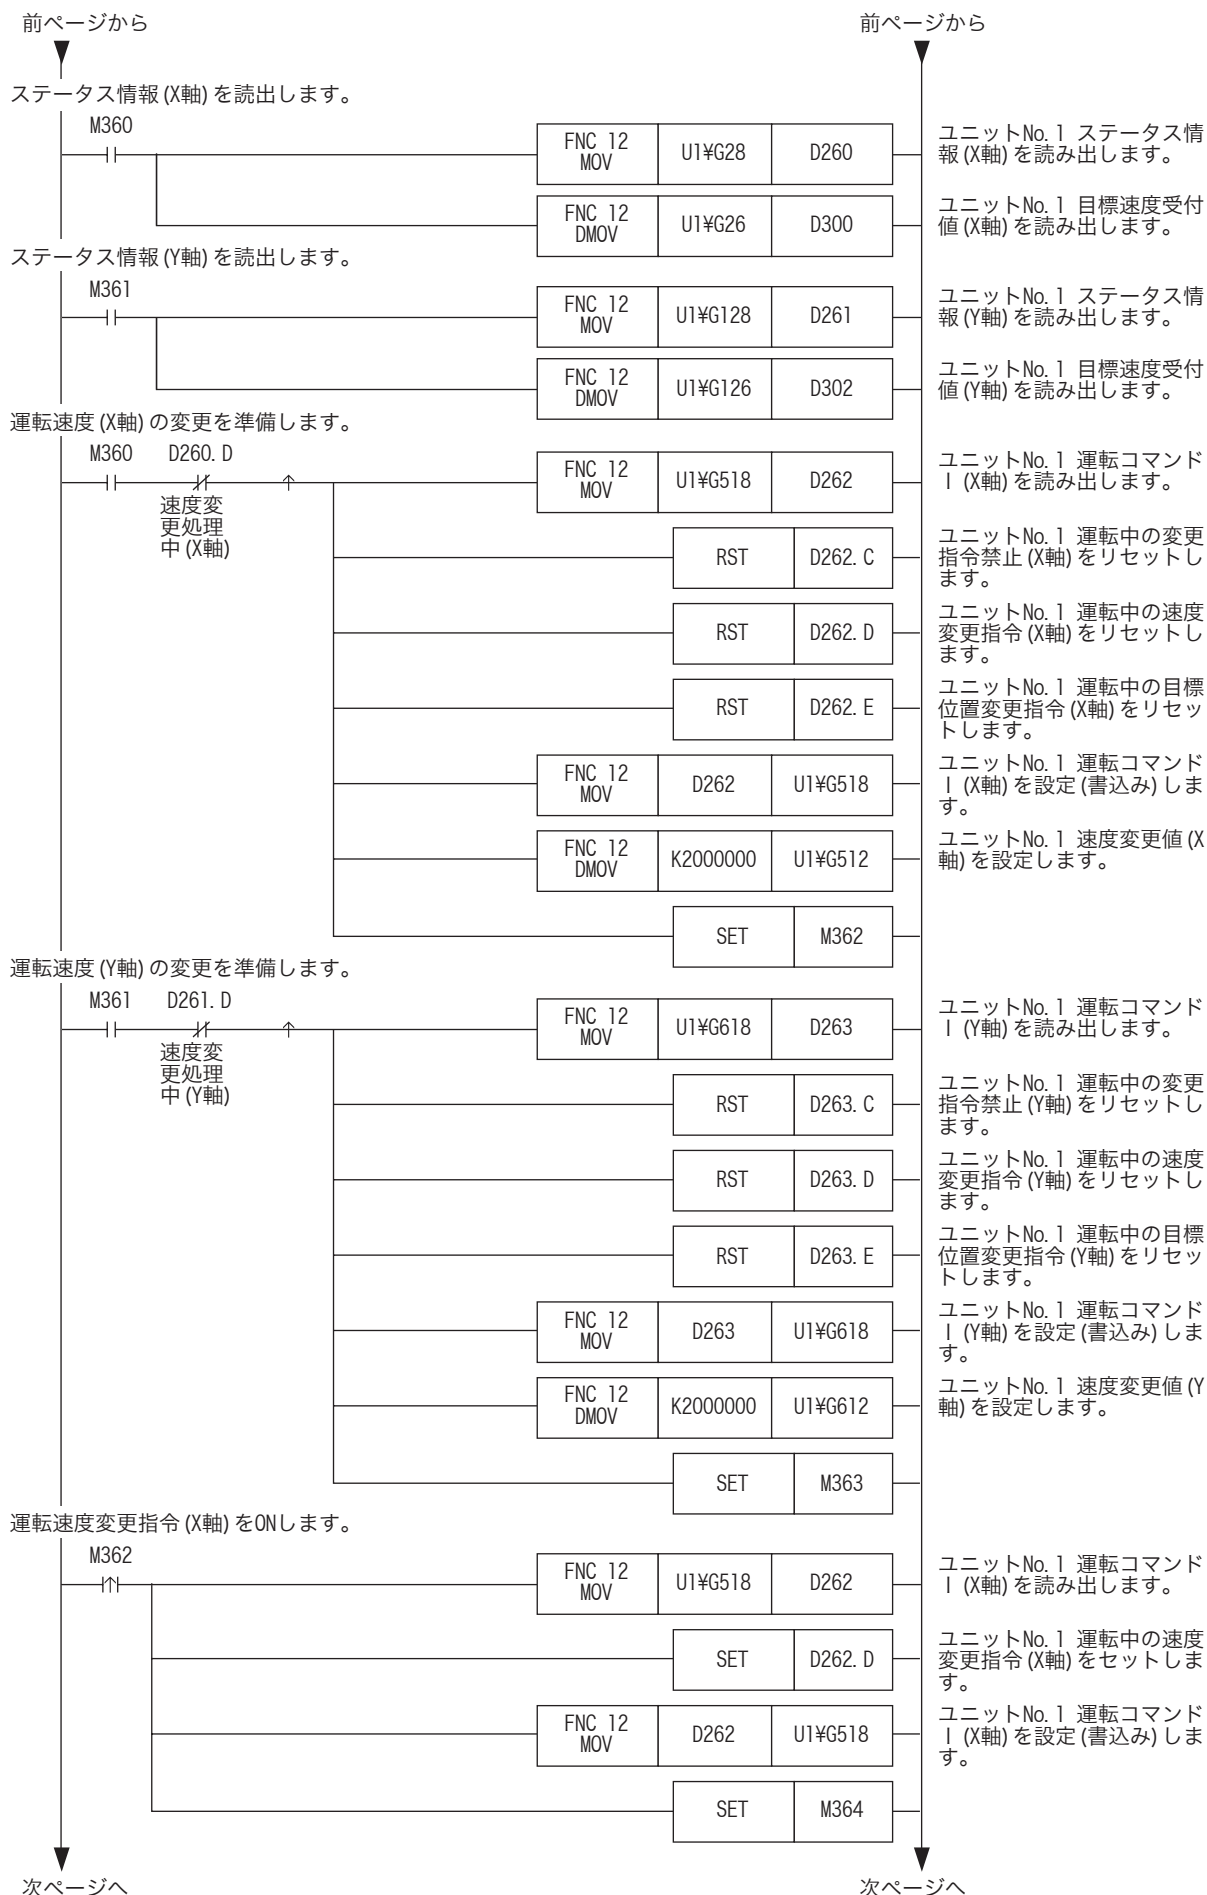 前ページから
前ページから
ステータス情報(X軸)を読出します。
M360
FNC 12
MOV
U1¥G28
D260
ユニットNo.1 ステータス情
報(X軸)を読み出します。
FNC 12
DMOV
U1¥G26
D300
ユニットNo.1 目標速度受付
値(X軸)を読み出します。
ステータス情報(Y軸)を読出します。
M361
FNC 12
MOV
U1¥G128
D261
ユニットNo.1 ステータス情
報(Y軸)を読み出します。
FNC 12
DMOV
U1¥G126
D302
ユニットNo.1 目標速度受付
値(Y軸)を読み出します。
運転速度(X軸)の変更を準備します。
M360
D260.D
速度変
更処理
中(X軸)
FNC 12
MOV
U1¥G518
D262
ユニットNo.1 運転コマンド
I(X軸)を読み出します。
RST
D262.C
ユニットNo.1 運転中の変更
指令禁止(X軸)をリセットし
ます。
RST
D262.D
ユニットNo.1 運転中の速度
変更指令(X軸)をリセットし
ます。
RST
D262.E
ユニットNo.1 運転中の目標
位置変更指令(X軸)をリセッ
トします。
FNC 12
MOV
D262
U1¥G518
ユニットNo.1 運転コマンド
I(X軸)を設定(書込み)しま
す。
FNC 12
DMOV
K2000000
U1¥G512
ユニットNo.1 速度変更値(X
軸)を設定します。
SET
M362
運転速度(Y軸)の変更を準備します。
M361
D261.D
速度変
更処理
中(Y軸)
FNC 12
MOV
U1¥G618
D263
ユニットNo.1 運転コマンド
I(Y軸)を読み出します。
RST
D263.C
ユニットNo.1 運転中の変更
指令禁止(Y軸)をリセットし
ます。
RST
D263.D
ユニットNo.1 運転中の速度
変更指令(Y軸)をリセットし
ます。
RST
D263.E
ユニットNo.1 運転中の目標
位置変更指令(Y軸)をリセッ
トします。
FNC 12
MOV
D263
U1¥G618
ユニットNo.1 運転コマンド
I(Y軸)を設定(書込み)しま
す。
FNC 12
DMOV
K2000000
U1¥G612
ユニットNo.1 速度変更値(Y
軸)を設定します。
SET
M363
運転速度変更指令(X軸)をONします。
M362
FNC 12
MOV
U1¥G518
D262
ユニットNo.1 運転コマンド
I(X軸)を読み出します。
SET
D262.D
ユニットNo.1 運転中の速度
変更指令(X軸)をセットしま
す。
FNC 12
MOV
D262
U1¥G518
ユニットNo.1 運転コマンド
I(X軸)を設定(書込み)しま
す。
SET
M364
次ページへ
次ページへ